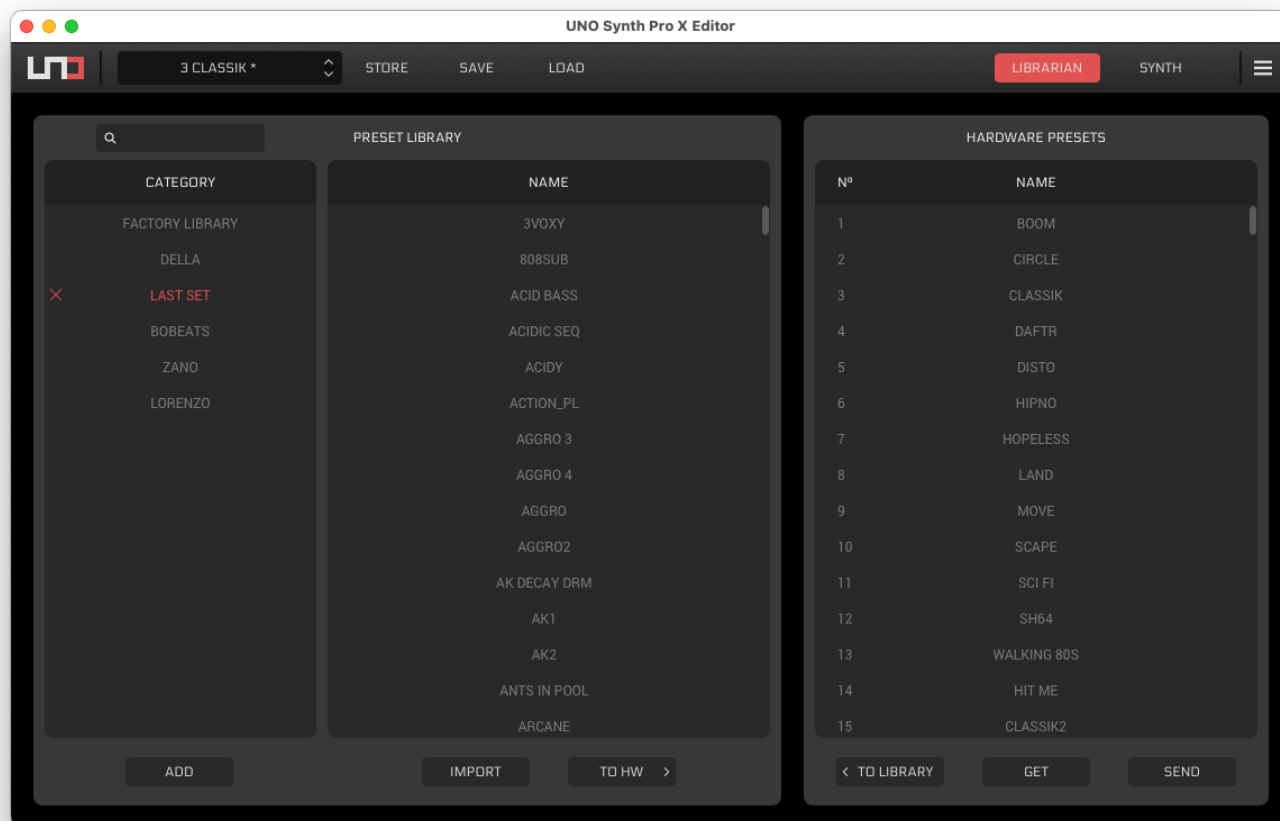 UNO Synth Pro X Editor
UNO
3 CLASSIK *
STORE
SAVE
LOAD
LIBRARIAN
SYNTH
PRESET LIBRARY
CATEGORY
FACTORY LIBRARY
DELLA
LAST SET
BOBEATS
ZANO
LORENZO
ADD
NAME
3VOXY
808SUB
ACID BASS
ACIDIC SEQ
ACIDY
ACTION_PL
AGGRO 3
AGGRO 4
AGGRO
AGGRO2
AK DECAY DRM
AK1
AK2
ANTS IN POOL
ARCANE
IMPORT
TO HW >
HARDWARE PRESETS
Nº NAME
1 BOOM
2 CIRCLE
3 CLASSIK
4 DAFTR
5 DISTO
6 HIPNO
7 HOPELESS
8 LAND
9 MOVE
10 SCAPE
11 SCI FI
12 SH64
13 WALKING 80S
14 HIT ME
15 CLASSIK2
< TO LIBRARY
GET
SEND